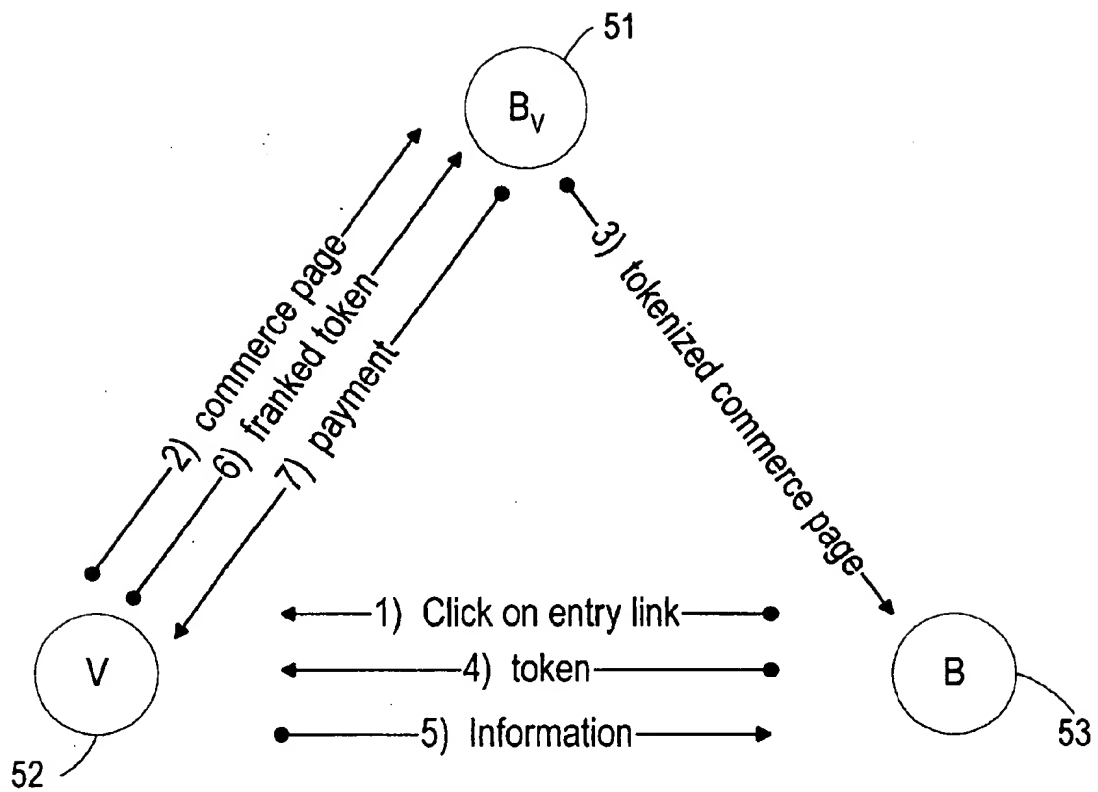 51
Bv
2) commerce page
6) franked token
7) payment
3) tokenized commerce page
1) Click on entry link
4) token
5) Information
V
B
52
53